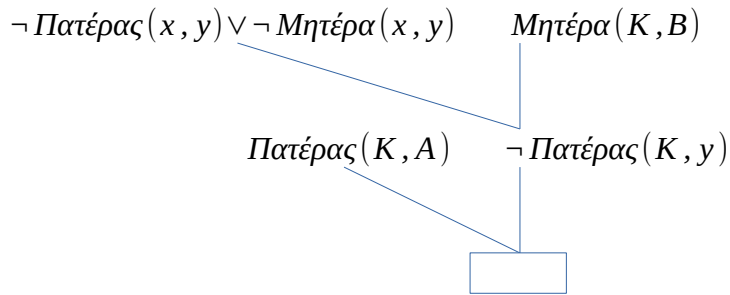 ¬ Πατέρας(x , y)∨¬ Μητέρα(x , y) Μητέρα(Κ , Β)
Πατέρας(Κ , Α) ¬ Πατέρας(Κ , y)